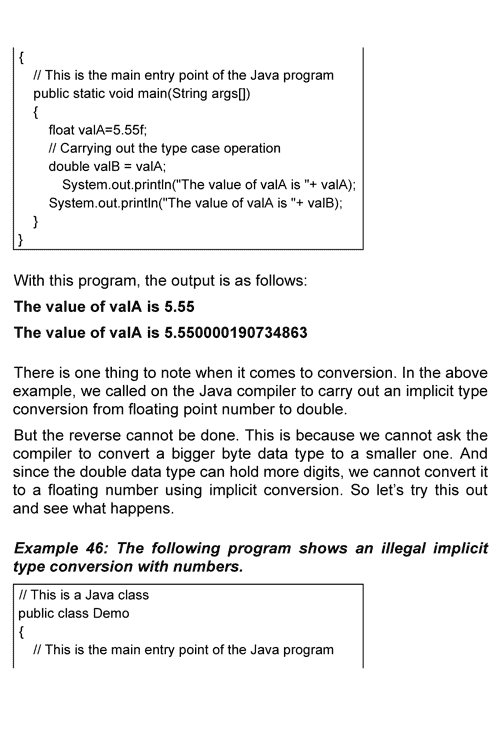 {
// This is the main entry point of the Java program
public static void main(String args[])
{
float valA=5.55f;
// Carrying out the type case operation
double valB = valA;
System.out.println("The value of valA is "+ valA);
System.out.println("The value of valA is "+ valB);
}
}
With this program, the output is as follows:
The value of valA is 5.55
The value of valA is 5.550000190734863
There is one thing to note when it comes to conversion. In the above
example, we called on the Java compiler to carry out an implicit type
conversion from floating point number to double.
But the reverse cannot be done. This is because we cannot ask the
compiler to convert a bigger byte data type to a smaller one. And
since the double data type can hold more digits, we cannot convert it
to a floating number using implicit conversion. So let’s try this out
and see what happens.
Example 46: The following program shows an illegal implicit
type conversion with numbers.
// This is a Java class
public class Demo
{
// This is the main entry point of the Java program